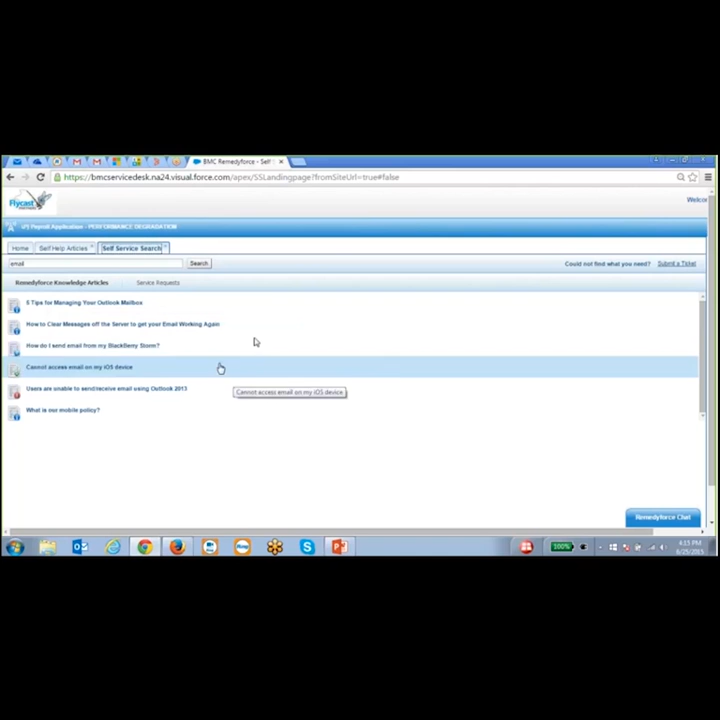 BMC Remedyforce - Self
https://bmcservicedesk.na24.visual.force.com/apex/SSLandingpage?fromSiteUrl=true#false
Flycast
Welcor
Payroll Application - PERFORMANCE DEGRADATION
Home
Self Help Articles
Self Service Search
email
Search
Could not find what you need?
Submit a Ticket
Remedyforce Knowledge Articles
Service Requests
5 Tips for Managing Your Outlook Mailbox
How to Clear Messages off the Server to get your Email Working Again
How do I send email from my BlackBerry Storm?
Cannot access email on my iOS device
Users are unable to send/receive email using Outlook 2013
Cannot access email on my iOS device
What is our mobile policy?
Remedyforce Chat
100%
4:15 PM
6/25/2015